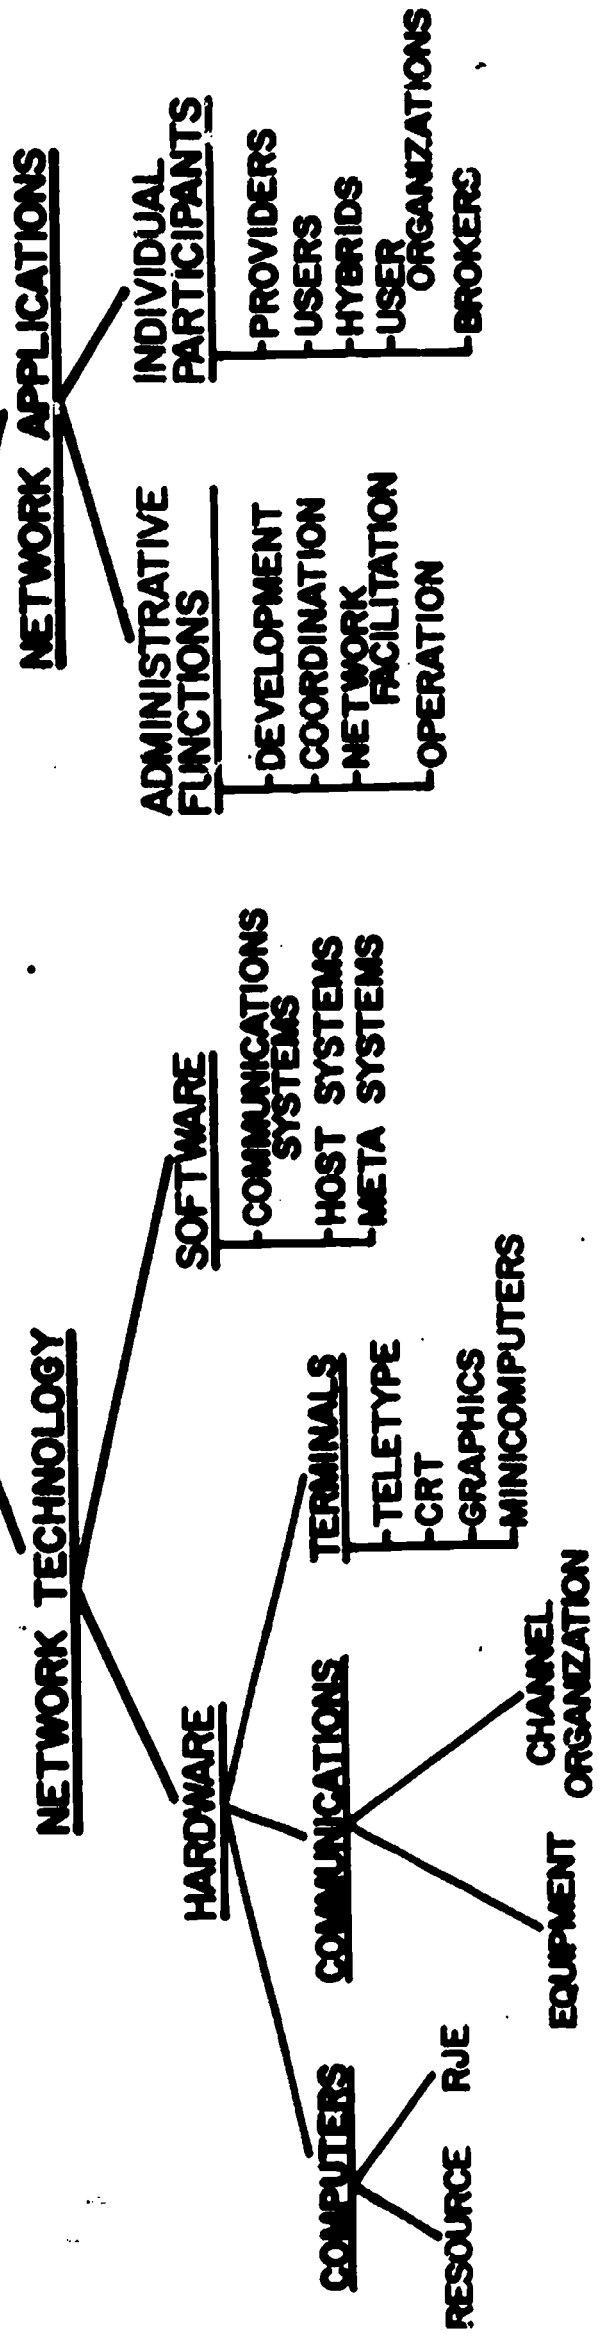 NETWORK TECHNOLOGY
HARDWARE
COMPUTERS
RESOURCE
RJE
COMMUNICATIONS
EQUIPMENT
CHANNEL
ORGANIZATION
TERMINALS
TELETYPE
CRT
GRAPHICS
MINICOMPUTERS
SOFTWARE
COMMUNICATIONS
SYSTEMS
HOST SYSTEMS
META SYSTEMS
NETWORK APPLICATIONS
ADMINISTRATIVE
FUNCTIONS
DEVELOPMENT
COORDINATION
NETWORK
FACILITATION
OPERATION
INDIVIDUAL
PARTICIPANTS
PROVIDERS
USERS
HYBRIDS
USER
ORGANIZATIONS
BROKERS